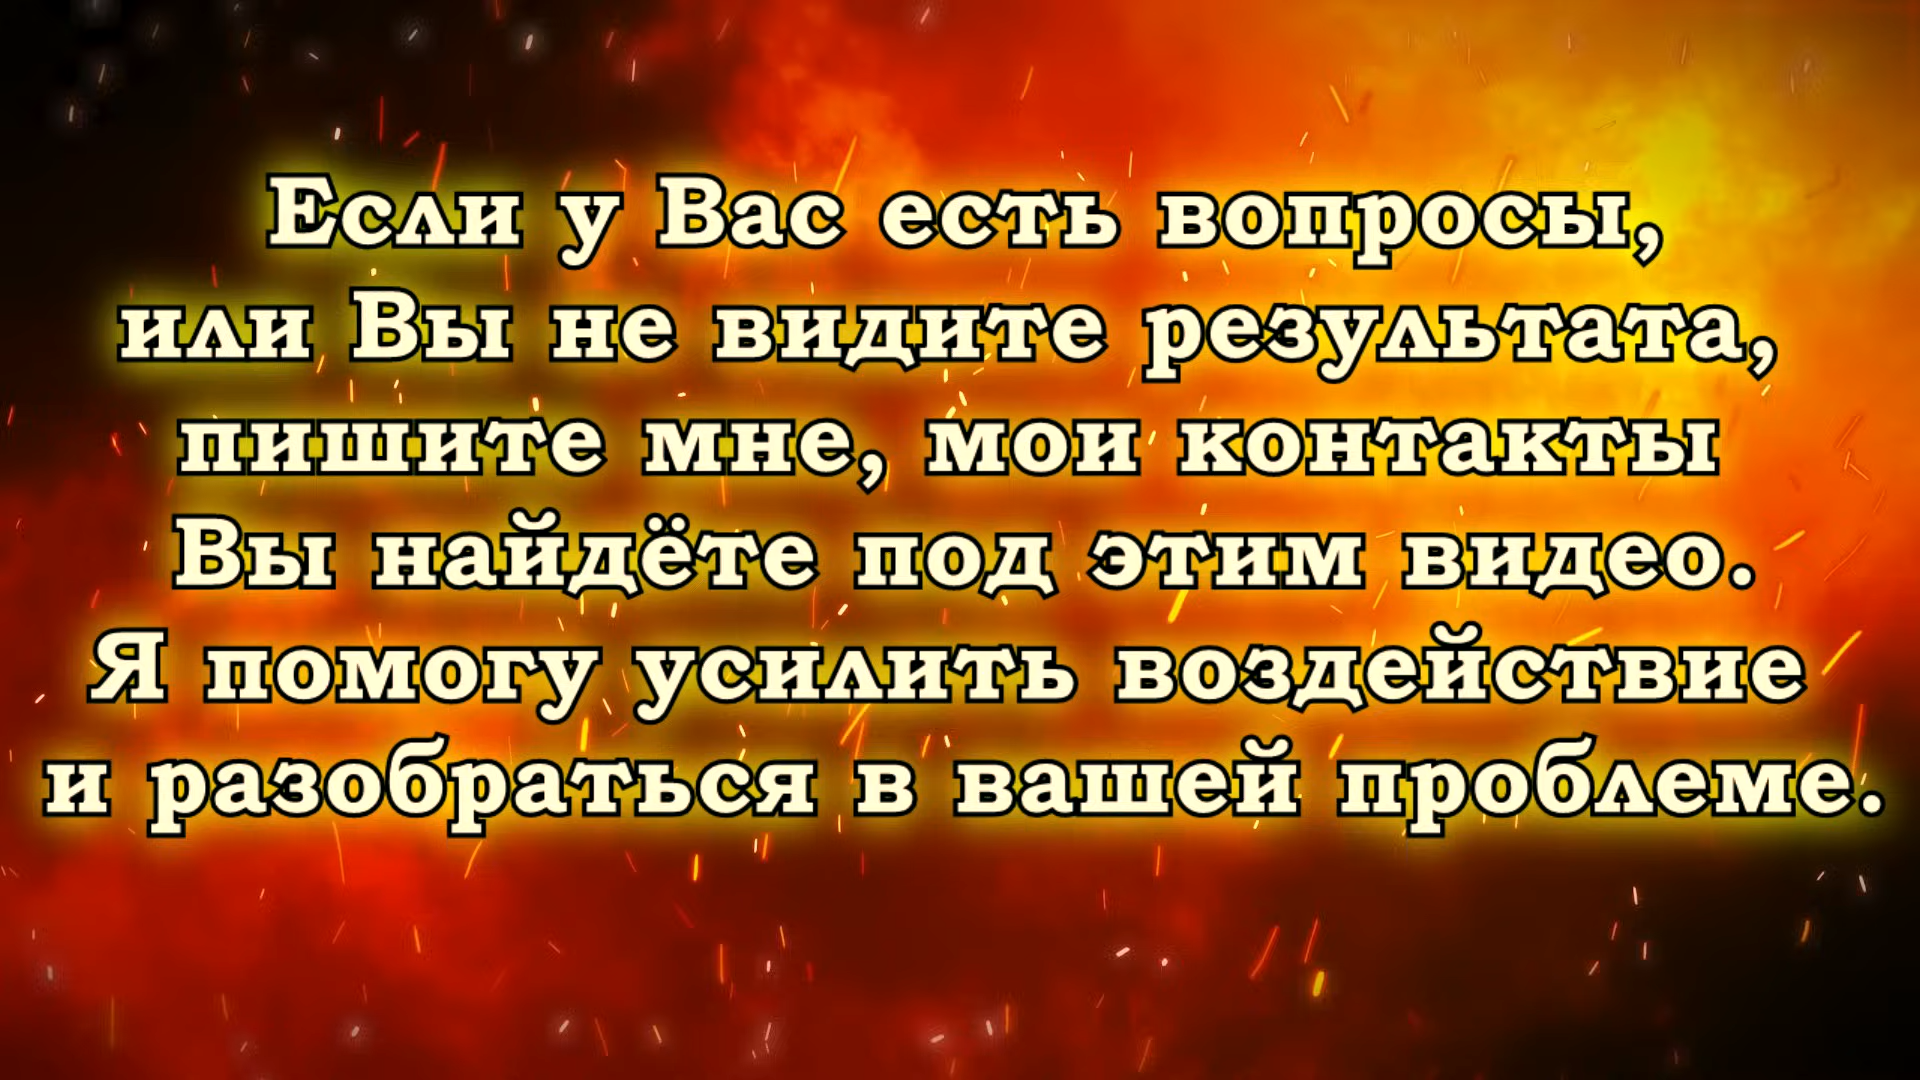 Если у Вас есть вопросы,
или Вы не видите результата,
пишите мне, мои контакты
Вы найдёте под этим видео.
Я помогу усилить воздействие
и разобраться в вашей проблеме.